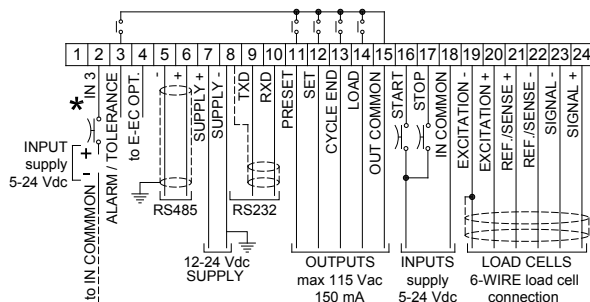 1 2 3 4 5 6 7 8 9 10 11 12 13 14 15 16 17 18 19 20 21 22 23 24
*
IN 3
ALARM / TOLERANCE
to E-EC OPT.
-
+
SUPPLY +
SUPPLY -
TXD
RXD
PRESET
SET
CYCLE END
LOAD
OUT COMMON
START
STOP
IN COMMON
EXCITATION -
EXCITATION +
REF./SENSE +
REF./SENSE -
SIGNAL -
SIGNAL +
INPUT
supply
5-24 Vdc
+
-
to IN COMMMON
RS485
RS232
12-24 Vdc
SUPPLY
OUTPUTS
max 115 Vac
150 mA
INPUTS
supply
5-24 Vdc
LOAD CELLS
6-WIRE load cell
connection